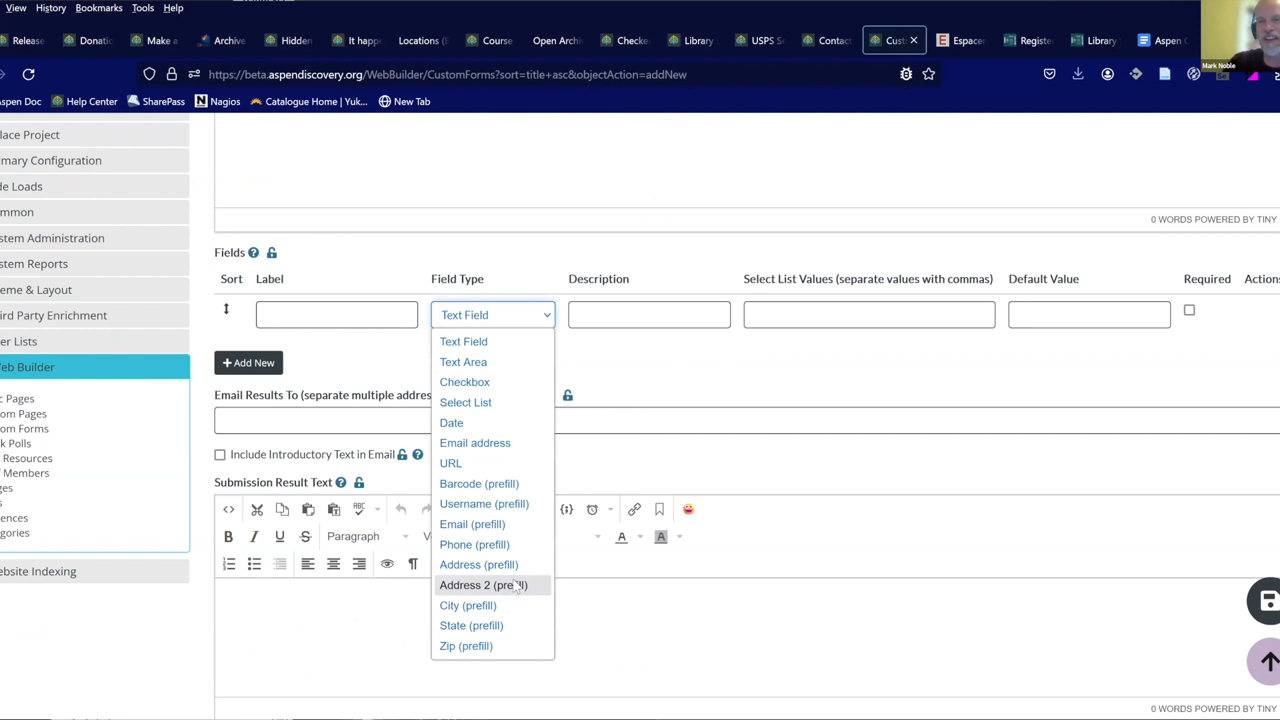 View History Bookmarks Tools Help
Release Donati Make a Archive Hidden It happe Locations (B Course Open Archi Checke Library USPS S Contac Cust Espace Registe Library Aspen G
Mark Noble
https://beta.aspendiscovery.org/WebBuilder/CustomForms?sort=title+asc&objectAction=addNew
Aspen Doc Help Center SharePass Nagios Catalogue Home | Yuk... New Tab
lace Project
mary Configuration
de Loads
mmon
stem Administration
stem Reports
eme & Layout
ird Party Enrichment
er Lists
eb Builder
c Pages
om Pages
om Forms
k Polls
Resources
f Members
ges
s
ences
gories
ebsite Indexing
0 WORDS POWERED BY TINY
Fields
Sort Label Field Type Description Select List Values (separate values with commas) Default Value Required Actions
Text Field
Text Field
Text Area
Checkbox
Select List
Date
Email address
URL
Barcode (prefill)
Username (prefill)
Email (prefill)
Phone (prefill)
Address (prefill)
Address 2 (prefill)
City (prefill)
State (prefill)
Zip (prefill)
Add New
Email Results To (separate multiple addres
Include Introductory Text in Email
Submission Result Text
Paragraph
0 WORDS POWERED BY TINY